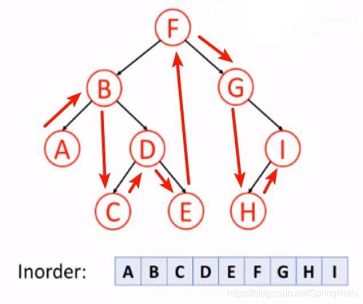 F
B G
A D I
C E H
Inorder: A B C D E F G H I
https://blog.csdn.net/SpringRolls